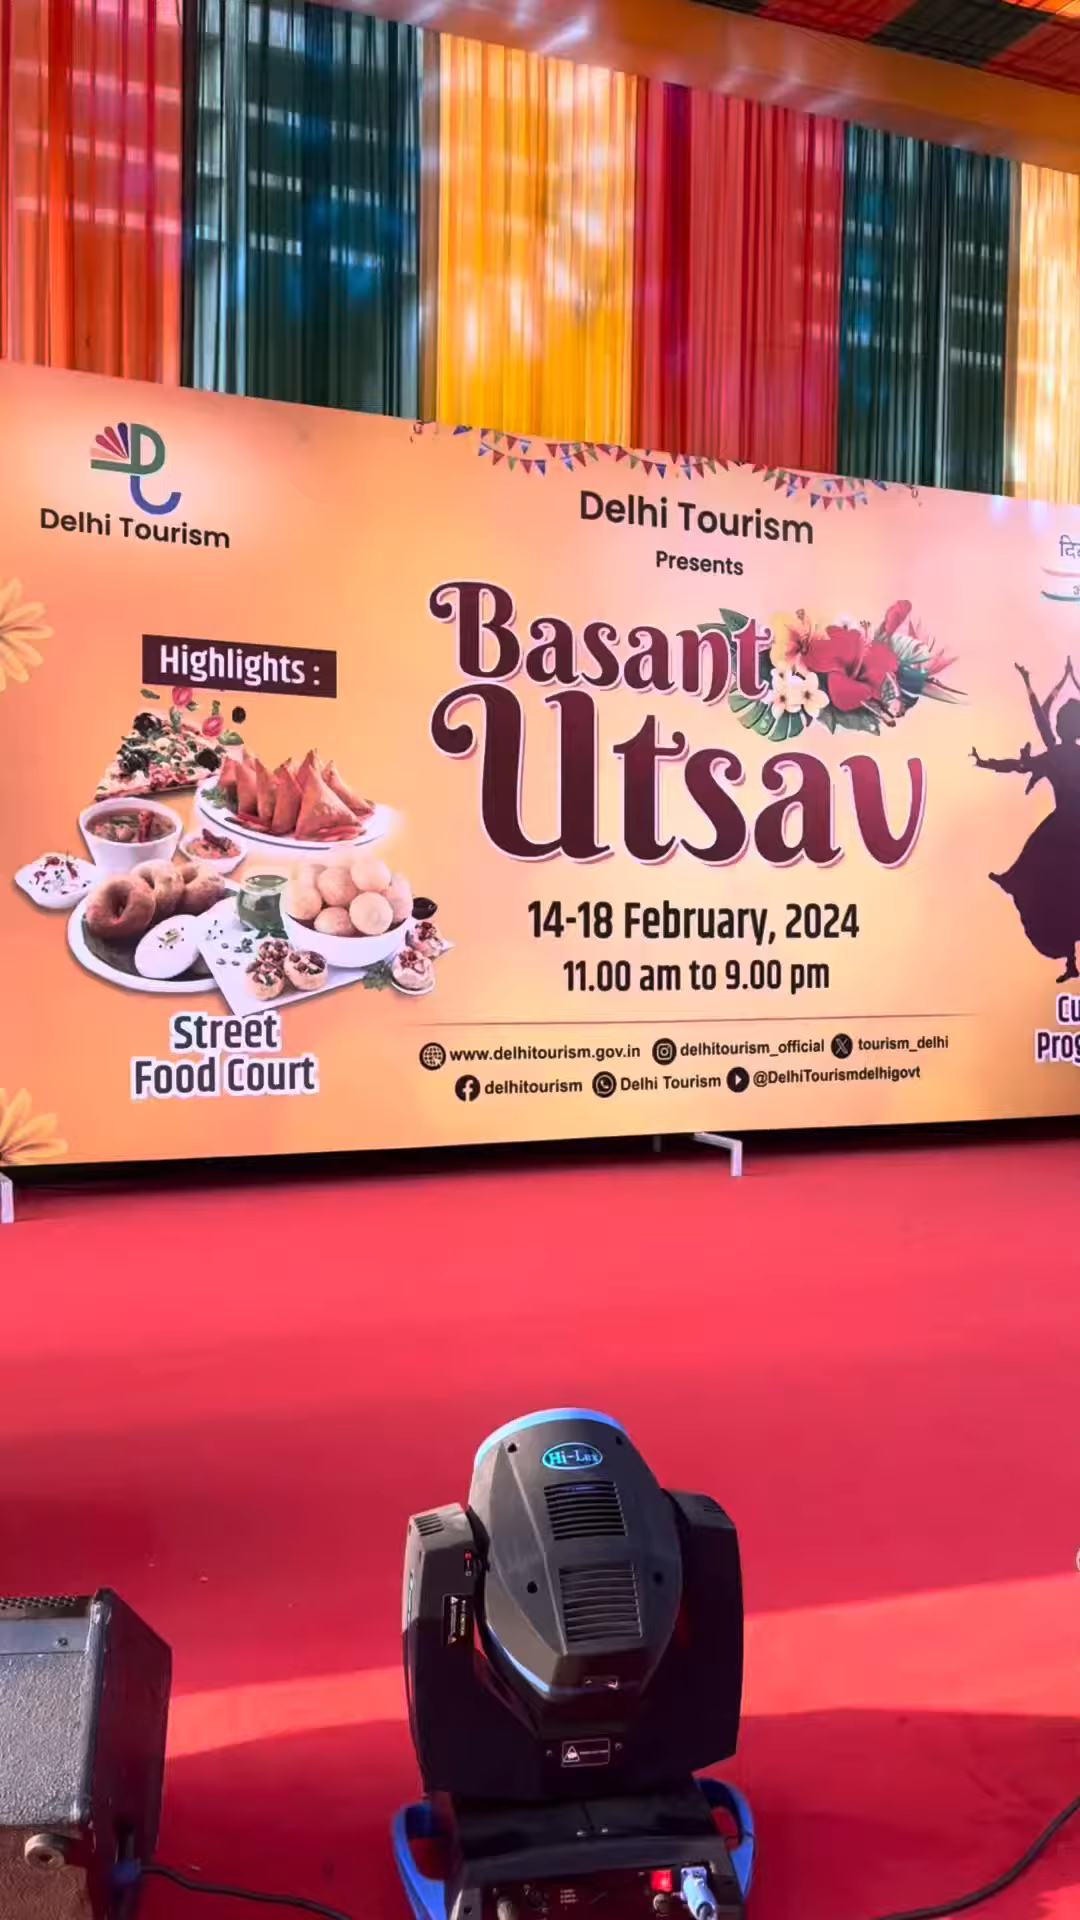 Delhi Tourism
Delhi Tourism
Presents
Basant
Utsav
14-18 February, 2024
11.00 am to 9.00 pm
www.delhitourism.gov.in delhitourism_official tourism_delhi
delhitourism Delhi Tourism @DelhiTourismdelhigovt
Highlights :
Street
Food Court
Hi-Lux